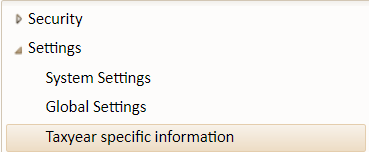 Security
Settings
System Settings
Global Settings
Taxyear specific information